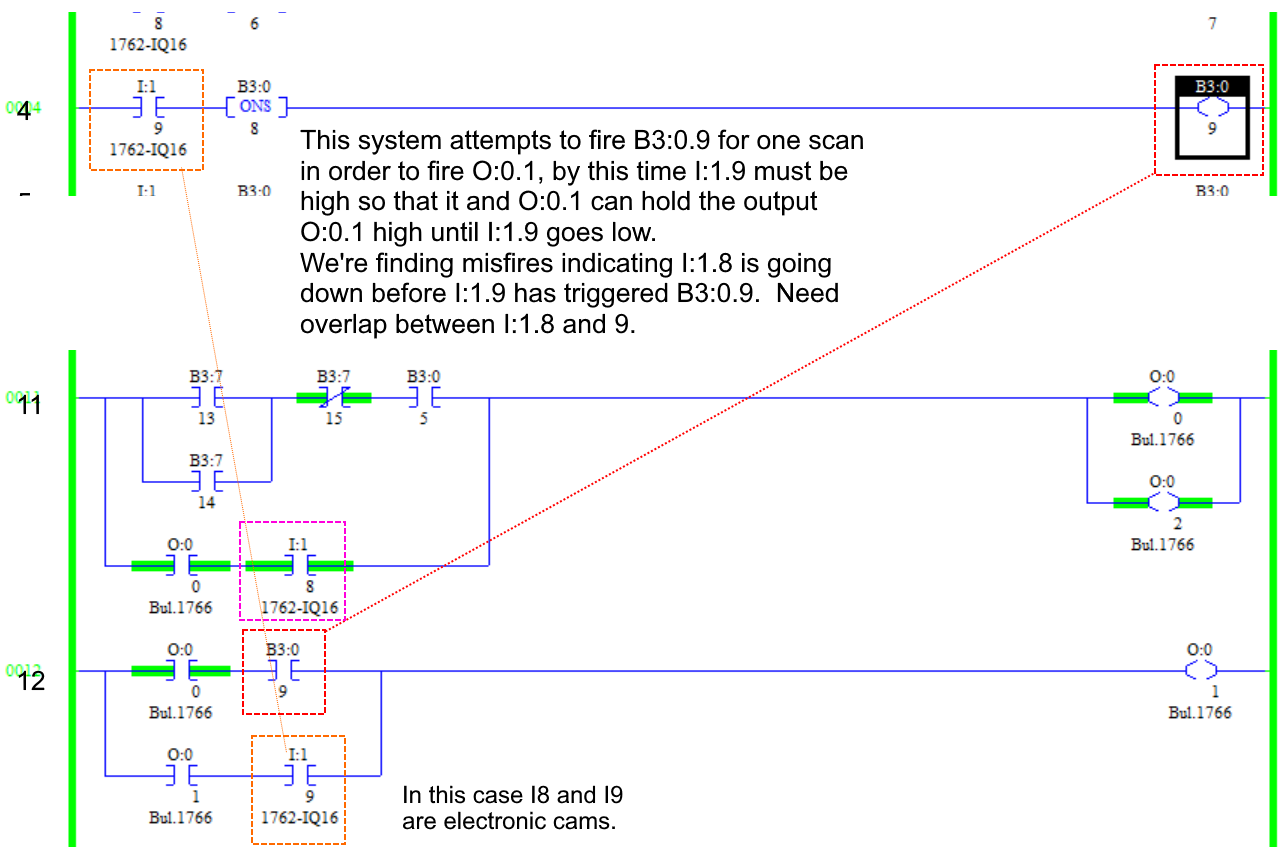 8 6 7
1762-IQ16
I:1 B3:0 B3:0
4 ONS
9 8 9
1762-IQ16
This system attempts to fire B3:0.9 for one scan
in order to fire O:0.1, by this time I:1.9 must be
high so that it and O:0.1 can hold the output
O:0.1 high until I:1.9 goes low.
We're finding misfires indicating I:1.8 is going
down before I:1.9 has triggered B3:0.9.  Need
overlap between I:1.8 and 9.
I:1 B3:0 B3:0
B3:7 B3:7 B3:0 O:0
11
13 15 5 0
Bul.1766
B3:7 O:0
14 2
Bul.1766
O:0 I:1
0 8
Bul.1766 1762-IQ16
O:0 B3:0 O:0
12
0 9 1
Bul.1766 Bul.1766
O:0 I:1
1 9
Bul.1766 1762-IQ16
In this case I8 and I9
are electronic cams.